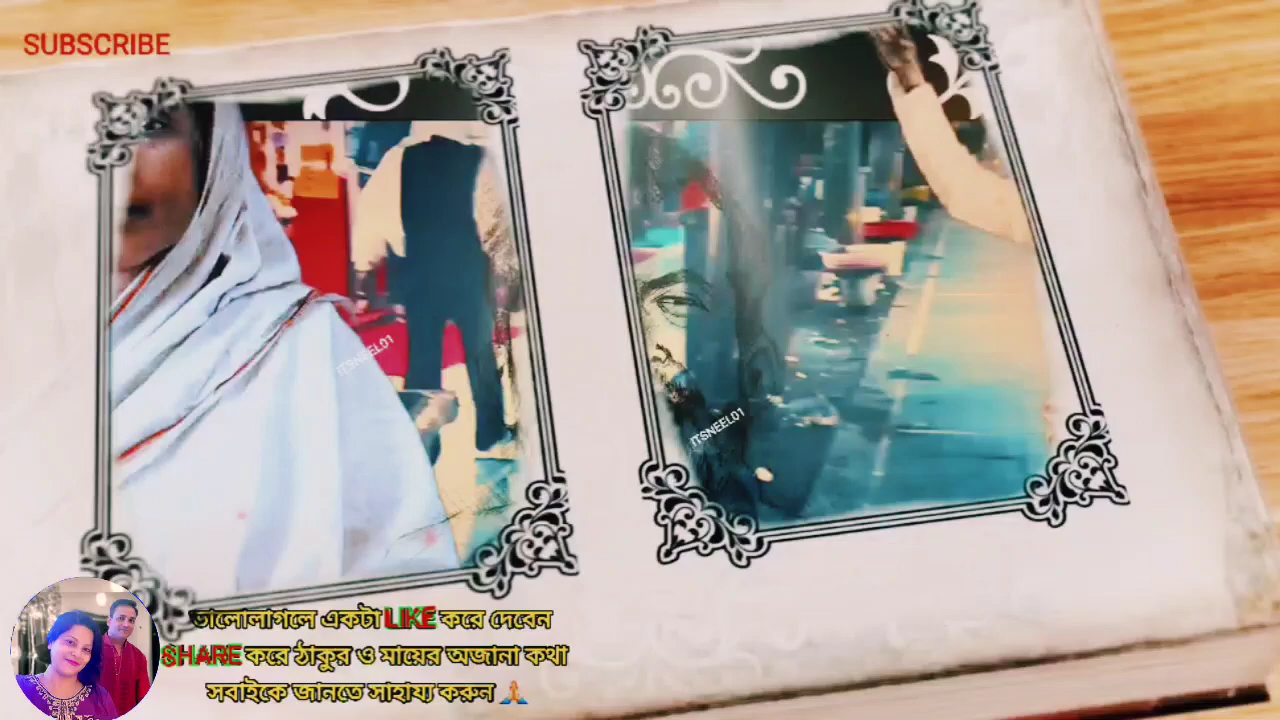 SUBSCRIBE
ITSNEEL01
ITSNEEL01
ভালোলাগলে একটা LIKE করে দেবেন
SHARE করে ঠাকুর ও মায়ের অজানা কথা
সবাইকে জানতে সাহায্য করুন 🙏